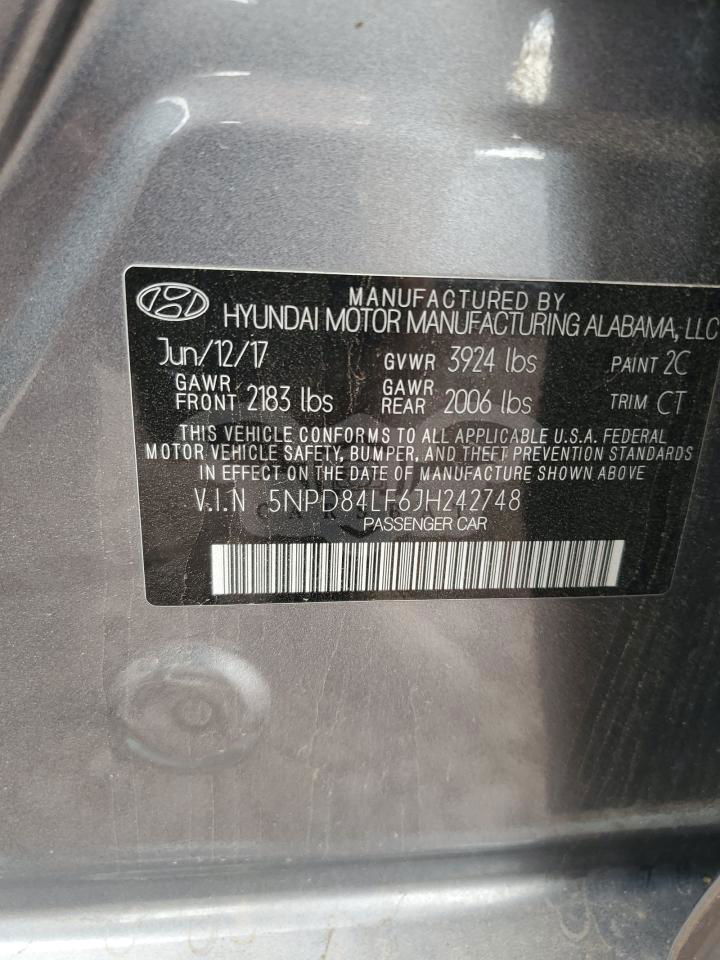 MANUFACTURED BY
HYUNDAI MOTOR MANUFACTURING ALABAMA, LLC
Jun/12/17 GVWR 3924 lbs PAINT 2C
GAWR FRONT 2183 lbs GAWR REAR 2006 lbs TRIM CT
THIS VEHICLE CONFORMS TO ALL APPLICABLE U.S.A. FEDERAL
MOTOR VEHICLE SAFETY, BUMPER, AND THEFT PREVENTION STANDARDS
IN EFFECT ON THE DATE OF MANUFACTURE SHOWN ABOVE
V.I.N 5NPD84LF6JH242748
PASSENGER CAR